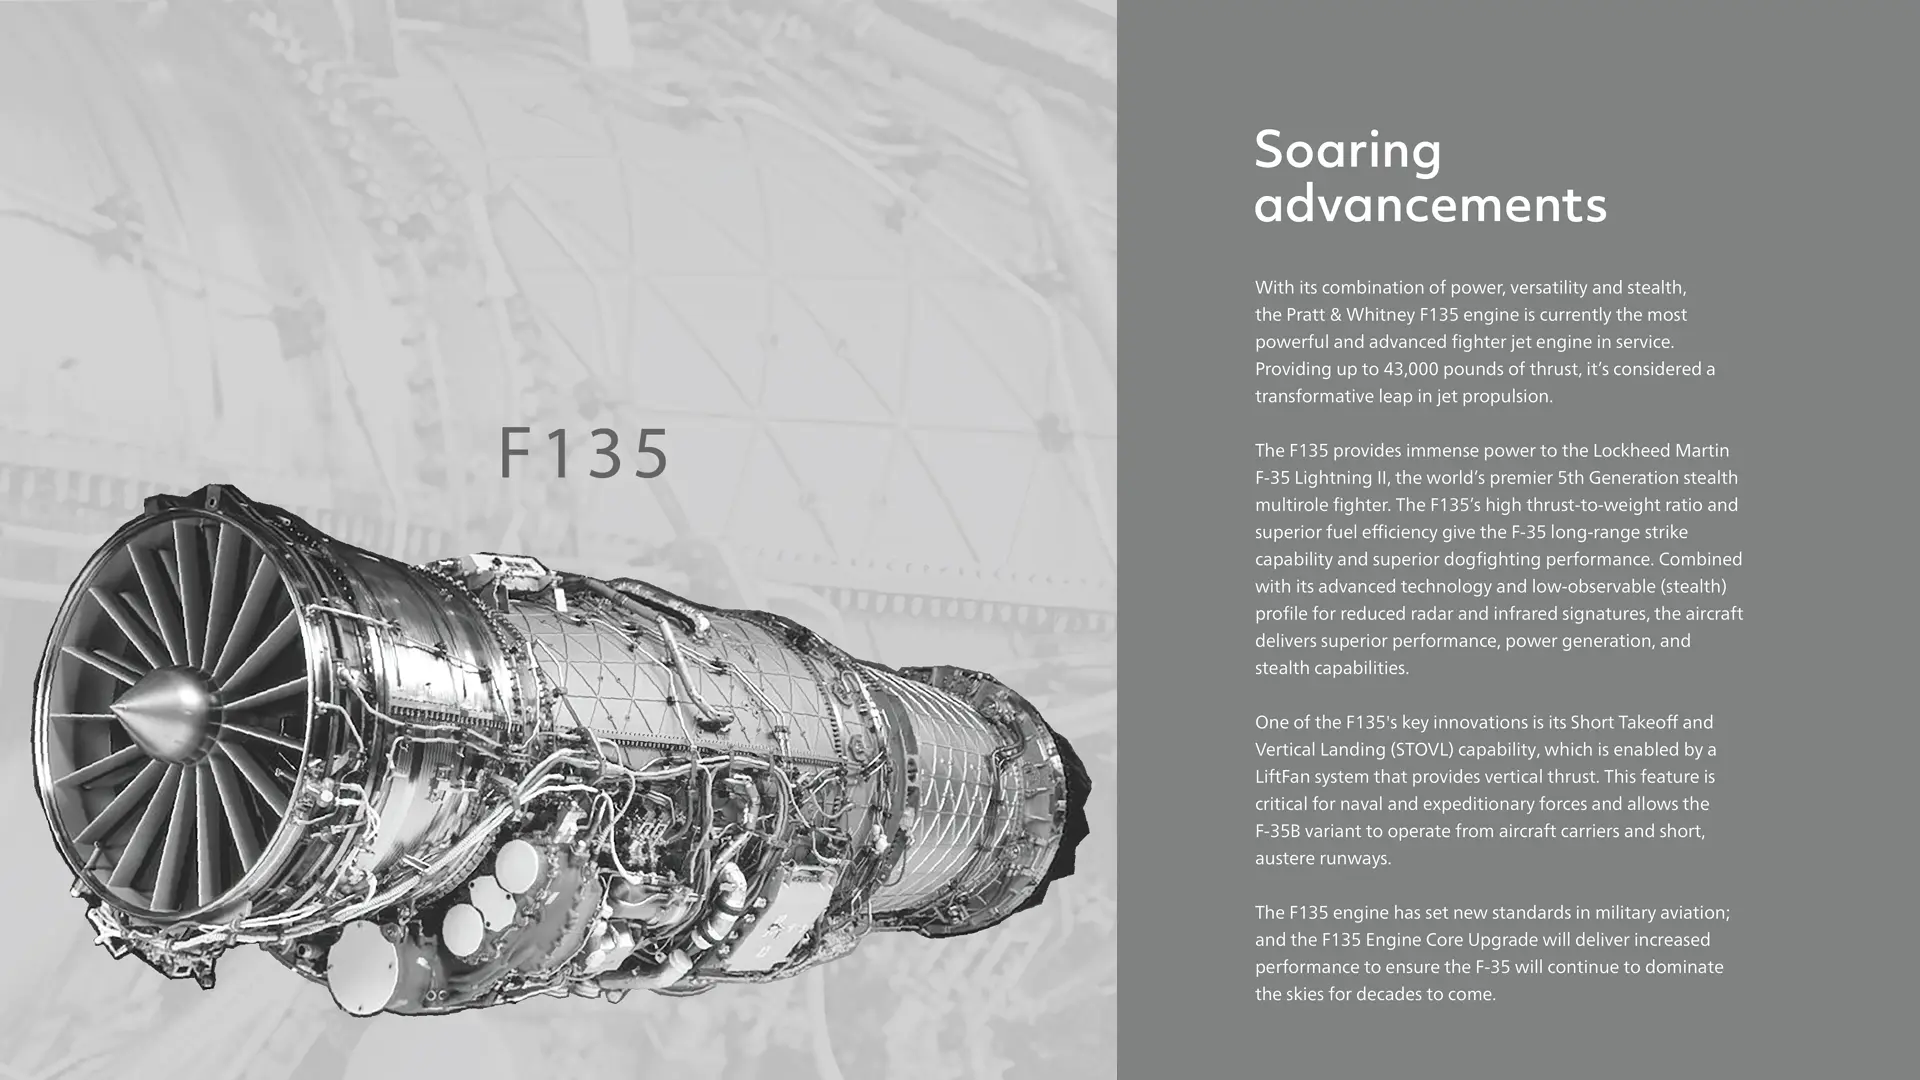 F135
Soaring
advancements
With its combination of power, versatility and stealth,
the Pratt & Whitney F135 engine is currently the most
powerful and advanced fighter jet engine in service.
Providing up to 43,000 pounds of thrust, it’s considered a
transformative leap in jet propulsion.
The F135 provides immense power to the Lockheed Martin
F-35 Lightning II, the world’s premier 5th Generation stealth
multirole fighter. The F135’s high thrust-to-weight ratio and
superior fuel efficiency give the F-35 long-range strike
capability and superior dogfighting performance. Combined
with its advanced technology and low-observable (stealth)
profile for reduced radar and infrared signatures, the aircraft
delivers superior performance, power generation, and
stealth capabilities.
One of the F135's key innovations is its Short Takeoff and
Vertical Landing (STOVL) capability, which is enabled by a
LiftFan system that provides vertical thrust. This feature is
critical for naval and expeditionary forces and allows the
F-35B variant to operate from aircraft carriers and short,
austere runways.
The F135 engine has set new standards in military aviation;
and the F135 Engine Core Upgrade will deliver increased
performance to ensure the F-35 will continue to dominate
the skies for decades to come.